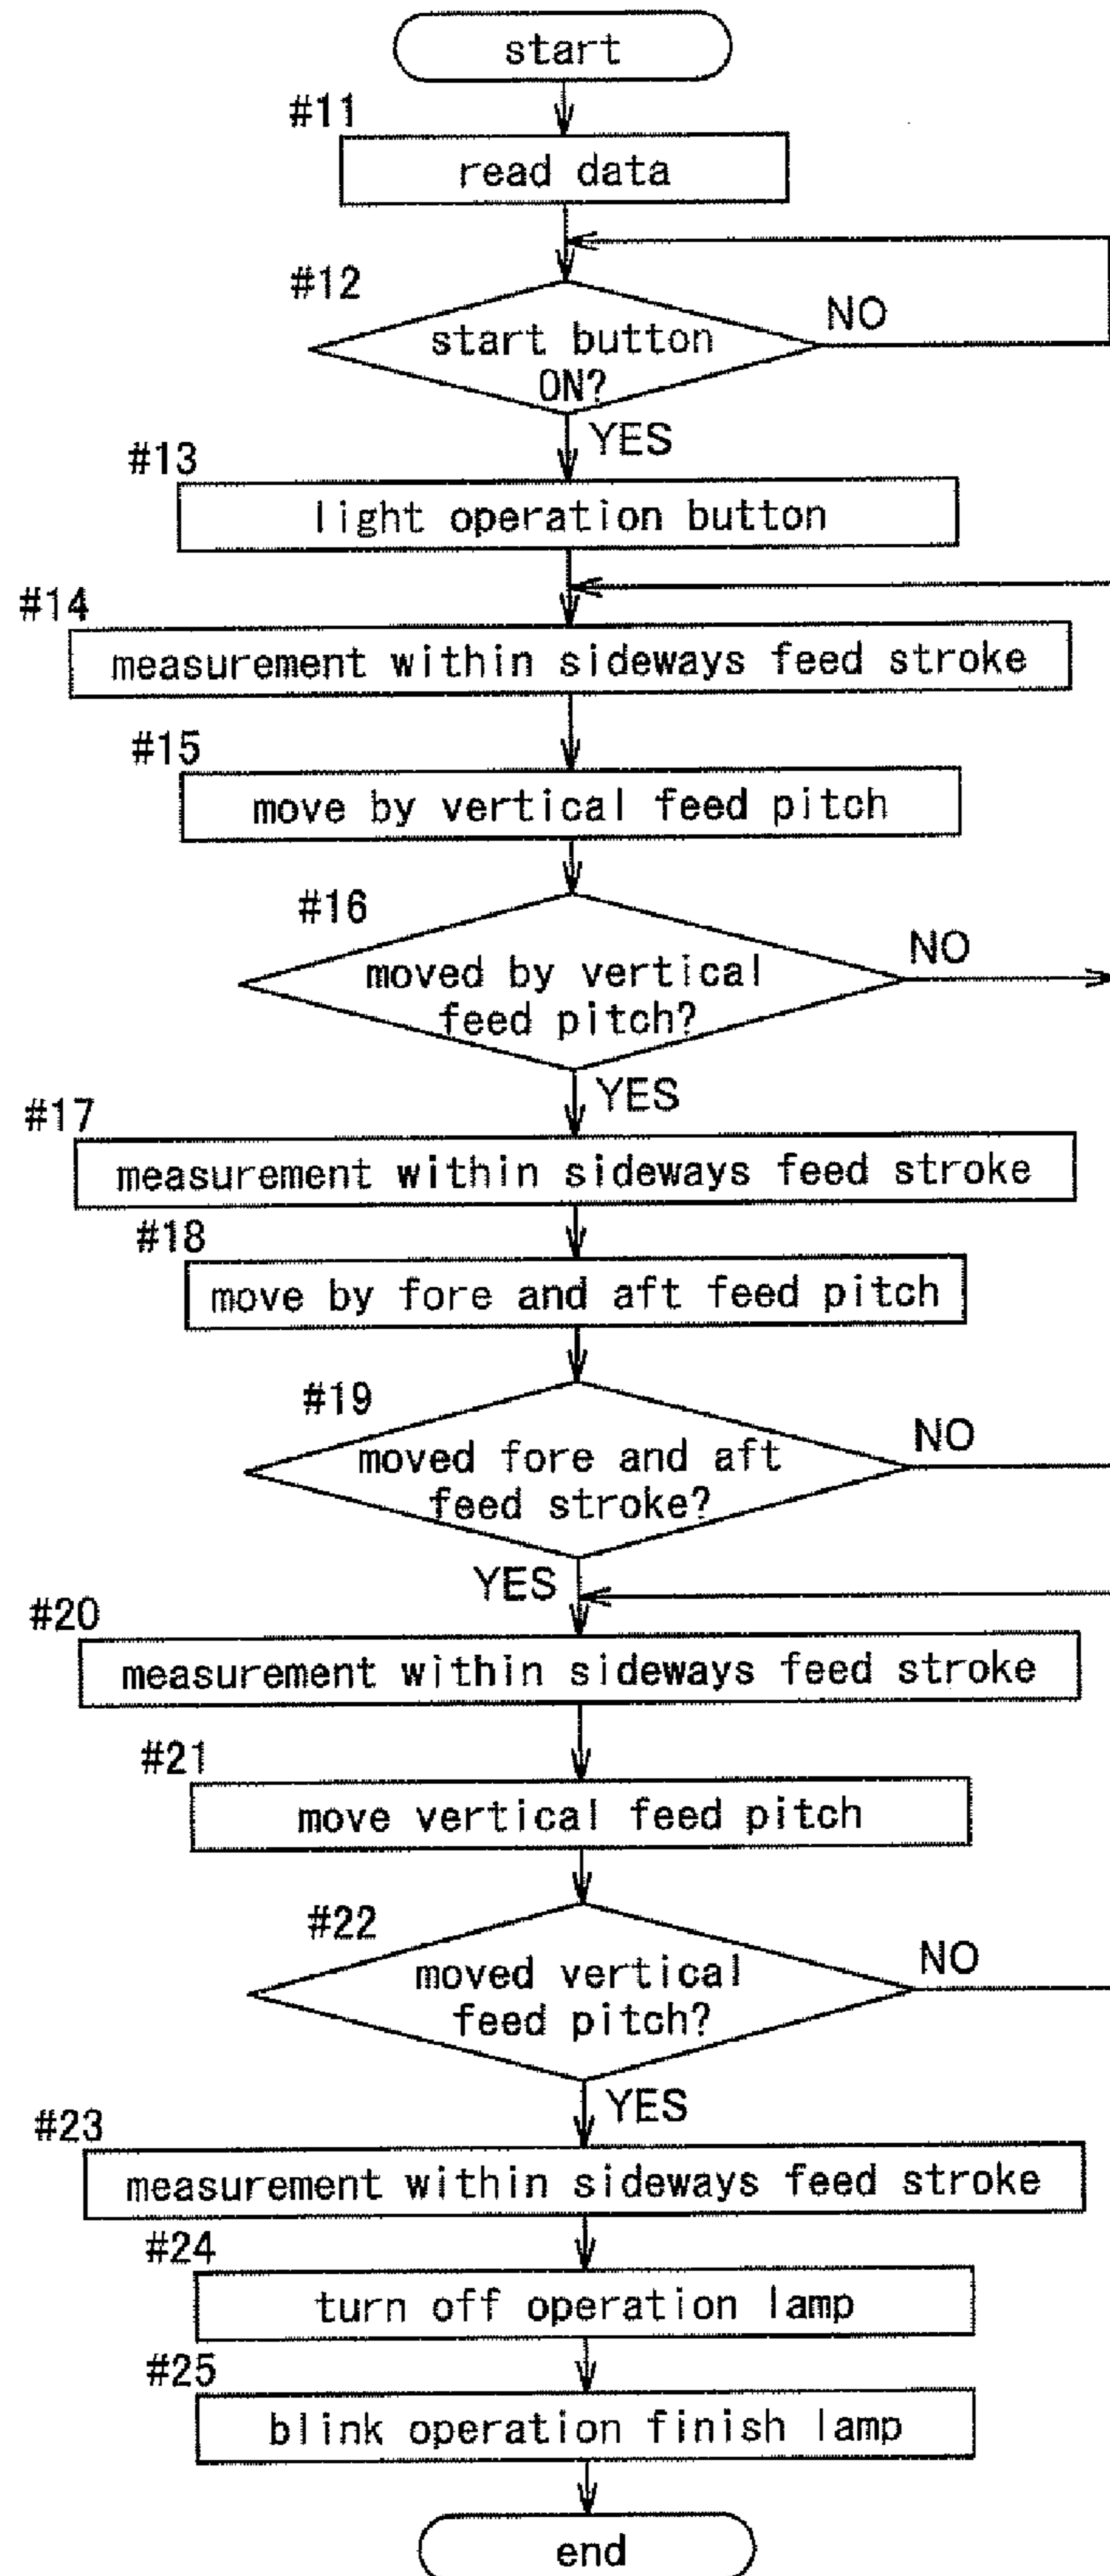 start
#11
read data
#12
start button
ON?
NO
YES
#13
light operation button
#14
measurement within sideways feed stroke
#15
move by vertical feed pitch
#16
moved by vertical
feed pitch?
NO
YES
#17
measurement within sideways feed stroke
#18
move by fore and aft feed pitch
#19
moved fore and aft
feed stroke?
NO
YES
#20
measurement within sideways feed stroke
#21
move vertical feed pitch
#22
moved vertical
feed pitch?
NO
YES
#23
measurement within sideways feed stroke
#24
turn off operation lamp
#25
blink operation finish lamp
end